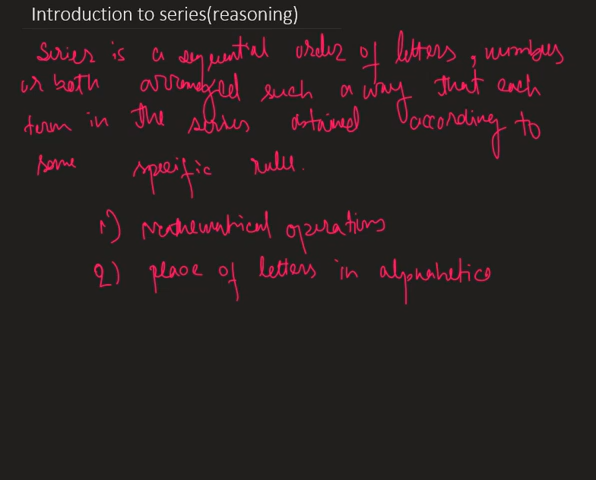 Introduction to series(reasoning)
Series is a sequential order of letters, numbers
or both arranged such a way that each
term in the series obtained according to
some specific rule.
1) Mathematical operations
2) place of letters in alphabetics